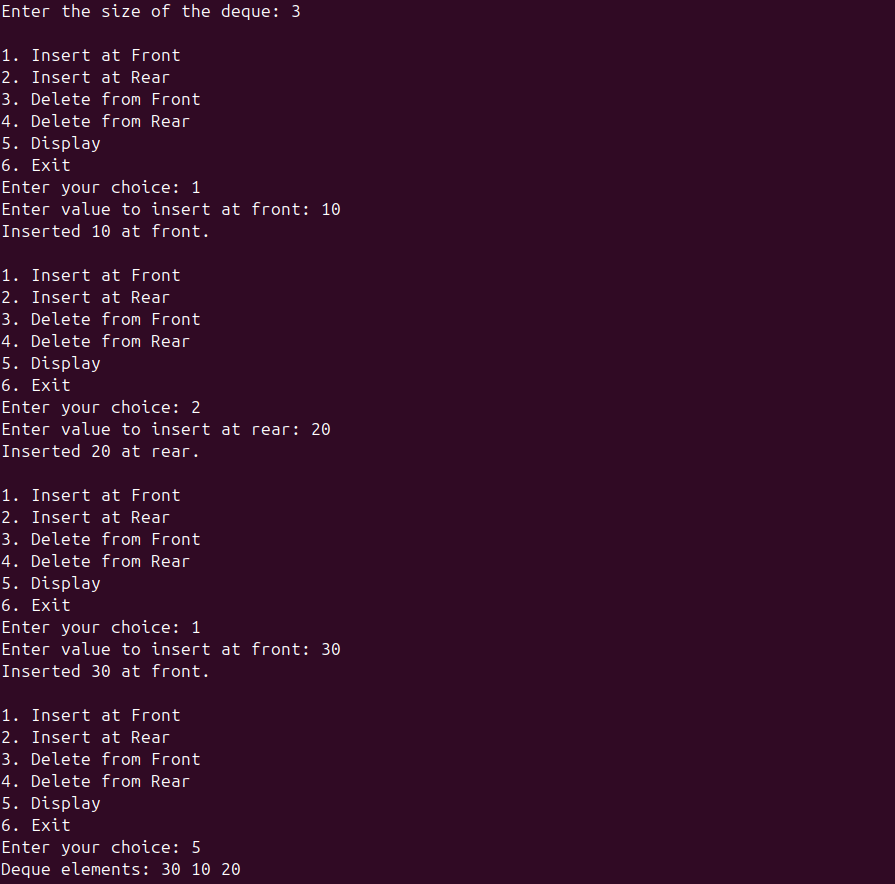 Enter the size of the deque: 3
1. Insert at Front
2. Insert at Rear
3. Delete from Front
4. Delete from Rear
5. Display
6. Exit
Enter your choice: 1
Enter value to insert at front: 10
Inserted 10 at front.
1. Insert at Front
2. Insert at Rear
3. Delete from Front
4. Delete from Rear
5. Display
6. Exit
Enter your choice: 2
Enter value to insert at rear: 20
Inserted 20 at rear.
1. Insert at Front
2. Insert at Rear
3. Delete from Front
4. Delete from Rear
5. Display
6. Exit
Enter your choice: 1
Enter value to insert at front: 30
Inserted 30 at front.
1. Insert at Front
2. Insert at Rear
3. Delete from Front
4. Delete from Rear
5. Display
6. Exit
Enter your choice: 5
Deque elements: 30 10 20